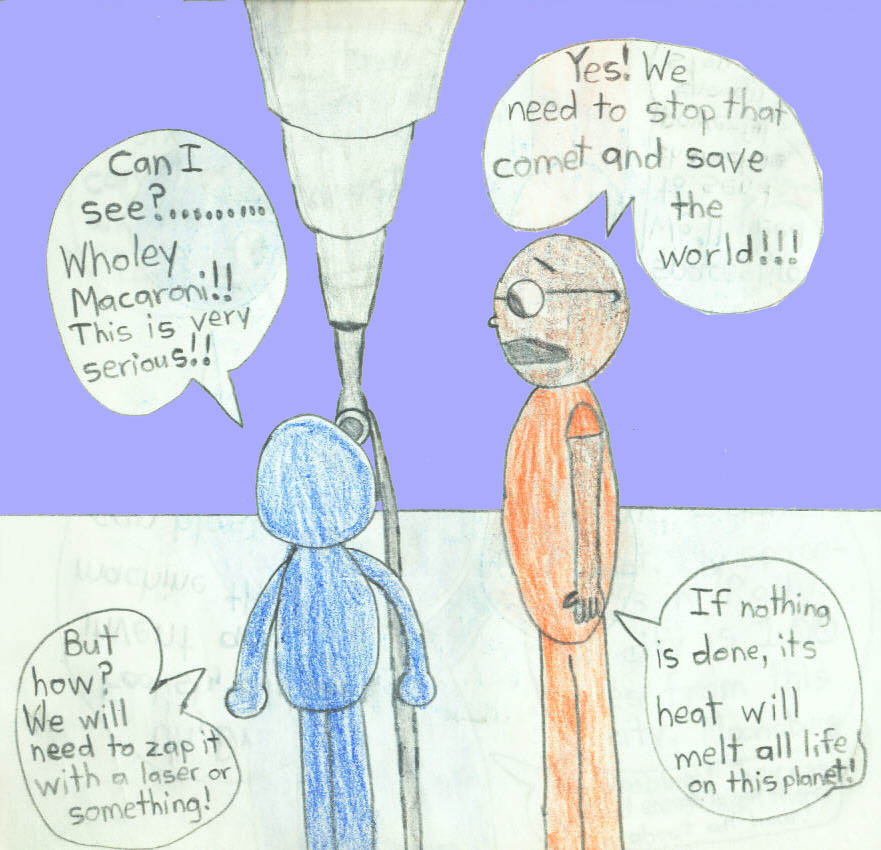 Can I
see?...........
Wholey
Macaroni!!
This is very
serious!!
Yes! We
need to stop that
comet and save
the
world!!!
But
how?
We will
need to zap it
with a laser or
something!
If nothing
is done, its
heat will
melt all life
on this planet!